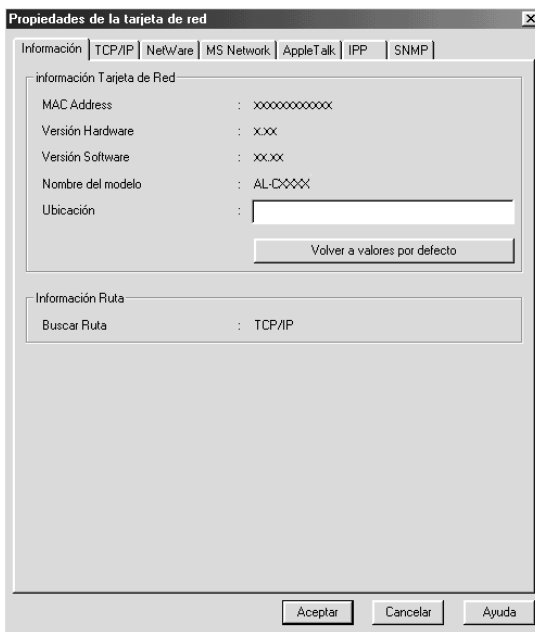 Propiedades de la tarjeta de red
Información TCP/IP NetWare MS Network AppleTalk IPP SNMP
información Tarjeta de Red
MAC Address : xxxxxxxxxxxx
Versión Hardware : x.xx
Versión Software : xx.xx
Nombre del modelo : AL-CXXXX
Ubicación :
Volver a valores por defecto
Información Ruta
Buscar Ruta : TCP/IP
Aceptar Cancelar Ayuda